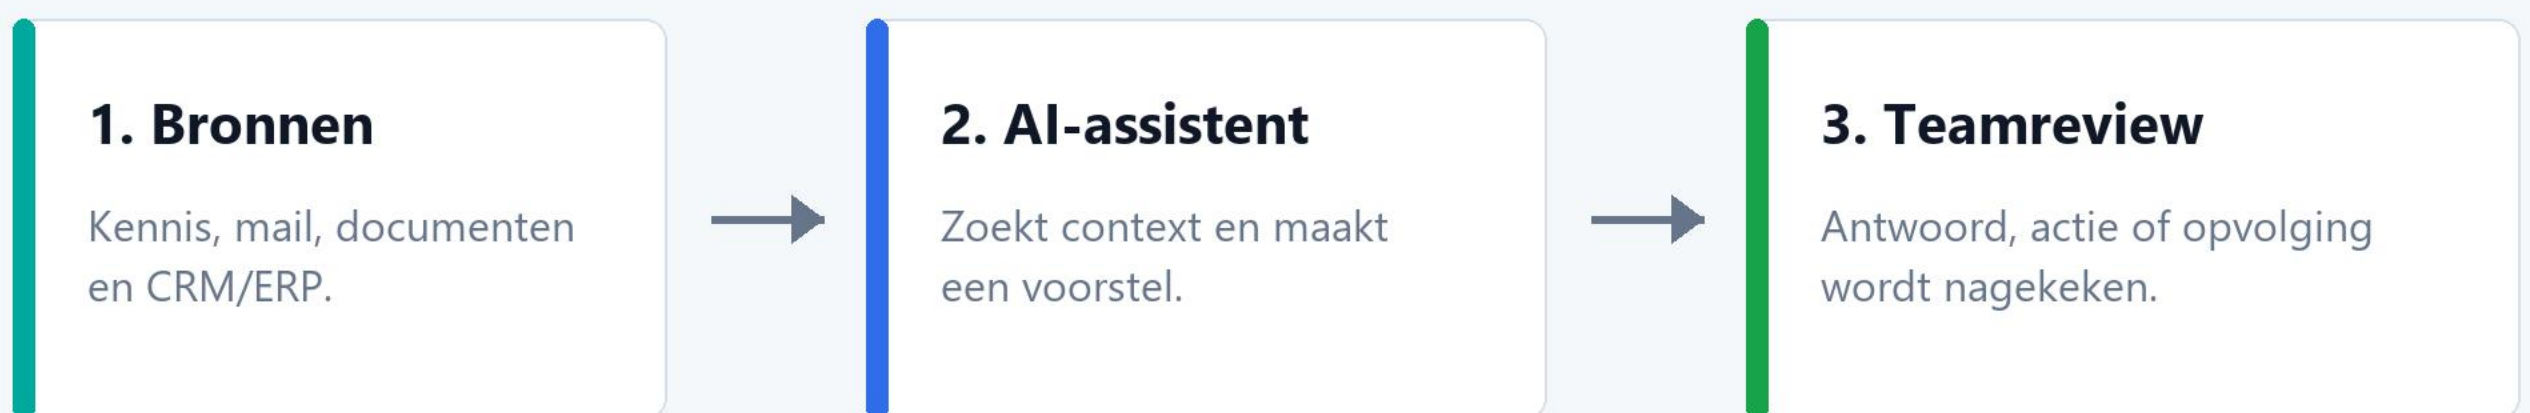 1. Bronnen
Kennis, mail, documenten
en CRM/ERP.
2. AI-assistent
Zoekt context en maakt
een voorstel.
3. Teamreview
Antwoord, actie of opvolging
wordt nagekeken.